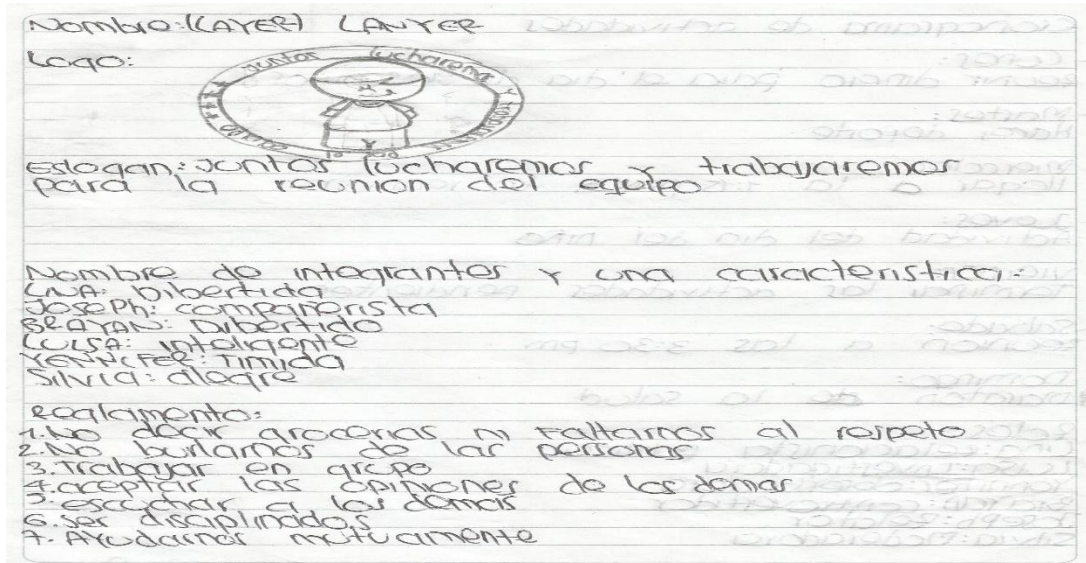 Nombre:(LAYER) LANYER
Logo:
Juntos lucharemos y
Eslogan: Juntos lucharemos y trabajaremos
para la reunion del equipo
Nombre de integrantes y una caracteristica:
LINA: Dibertida
JOSEPh: compañerista
BRAYAN: Dibertido
LUISA: inteligente
YENNIFER: Timida
Silvia: alegre
Reglamento:
1. No decir grocerias ni Faltarnos al respeto
2. No burlarnos de las personas
3. Trabajar en grupo
4. aceptar las opiniones de los demas
5. escuchar a los demas
6. ser disciplinados
7. Ayudarnos mutuamente